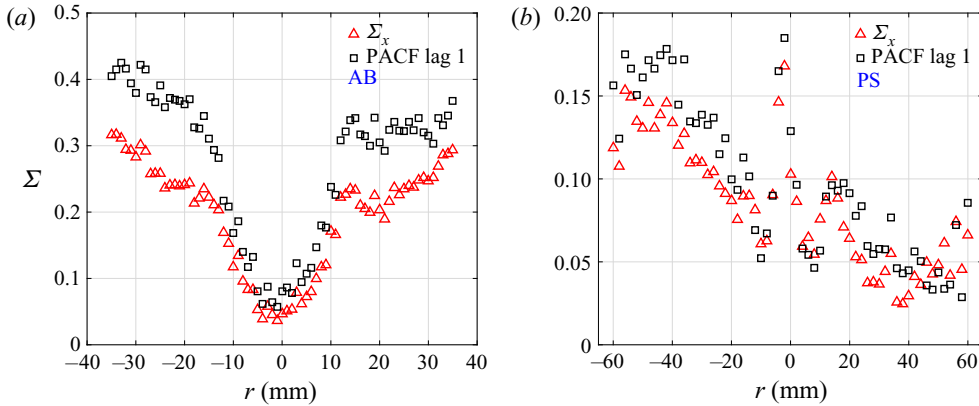 (a)
0.5
Σx
PACF lag 1
AB
0.4
0.3
Σ
0.2
0.1
0
–40 –30 –20 –10 0 10 20 30 40
r (mm)
(b)
0.20
Σx
PACF lag 1
PS
0.15
0.10
0.05
0
–60 –40 –20 0 20 40 60
r (mm)